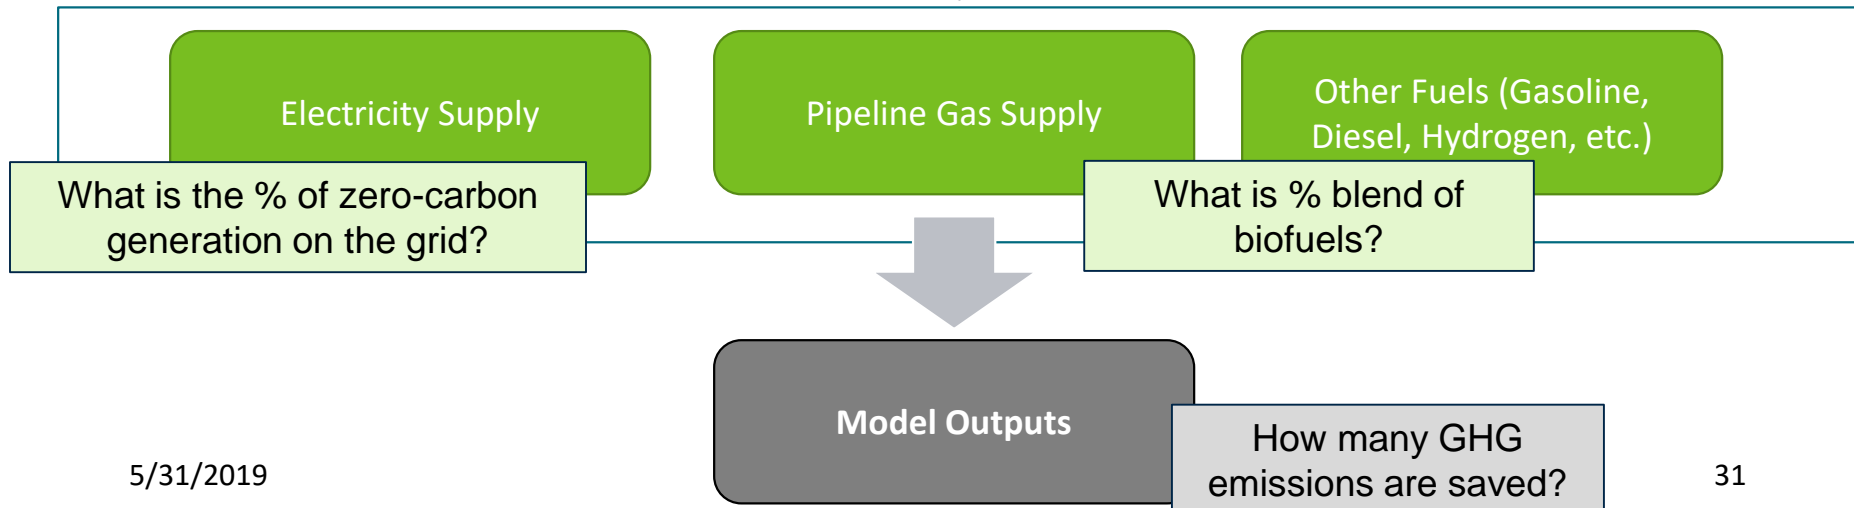 Electricity Supply
Pipeline Gas Supply
Other Fuels (Gasoline,
Diesel, Hydrogen, etc.)
What is the % of zero-carbon
generation on the grid?
What is % blend of
biofuels?
Model Outputs
How many GHG
emissions are saved?
5/31/2019
31